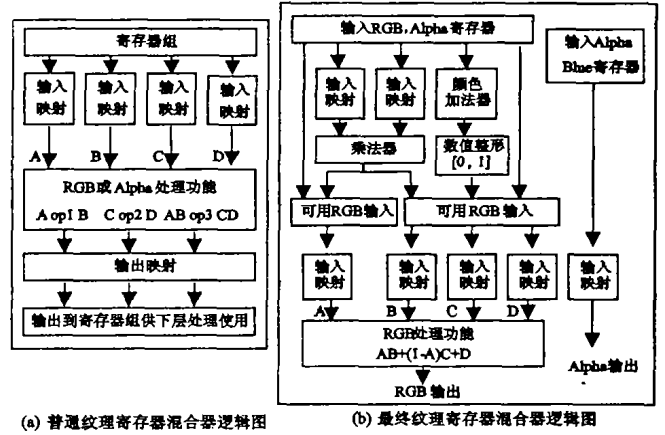 寄存器组
输入 输入 输入 输入
映射 映射 映射 映射
A B C D
RGB或Alpha处理功能
A op1 B C op2 D AB op3 CD
输出映射
输出到寄存器组供下层处理使用
(a) 普通纹理寄存器混合器逻辑图
输入RGB,Alpha寄存器
输入Alpha
Blue寄存器
输入 输入 颜色
映射 映射 加法器
乘法器 数值整形
[0, 1]
可用RGB输入 可用RGB输入
输入 输入 输入 输入 输入
映射 映射 映射 映射 映射
A B C D
RGB处理功能
AB+(1-A)C+D
Alpha输出
RGB输出
(b) 最终纹理寄存器混合器逻辑图